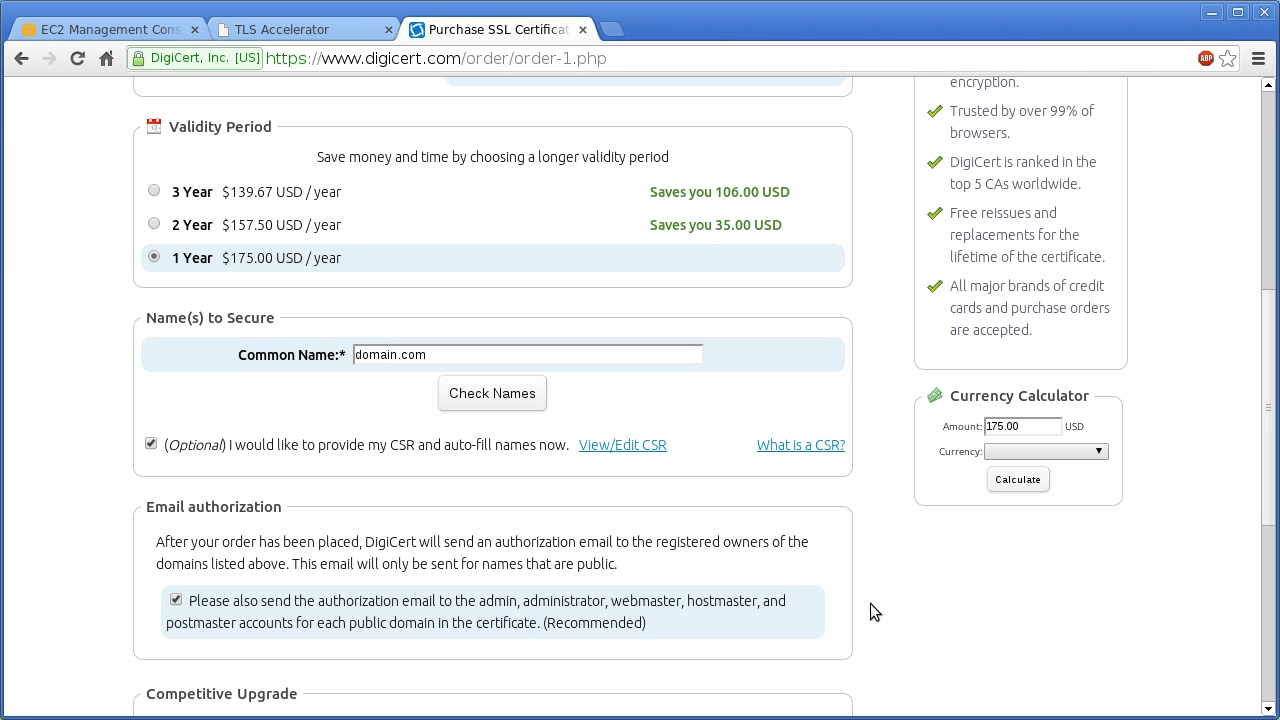 EC2 Management Cons
TLS Accelerator
Purchase SSL Certificat
DigiCert, Inc. [US]
https://www.digicert.com/order/order-1.php
ABP
Validity Period
Save money and time by choosing a longer validity period
3 Year $139.67 USD / year Saves you 106.00 USD
2 Year $157.50 USD / year Saves you 35.00 USD
1 Year $175.00 USD / year
Name(s) to Secure
Common Name:* domain.com
Check Names
(Optional) I would like to provide my CSR and auto-fill names now. View/Edit CSR What is a CSR?
Email authorization
After your order has been placed, DigiCert will send an authorization email to the registered owners of the
domains listed above. This email will only be sent for names that are public.
Please also send the authorization email to the admin, administrator, webmaster, hostmaster, and
postmaster accounts for each public domain in the certificate. (Recommended)
Competitive Upgrade
encryption.
Trusted by over 99% of
browsers.
DigiCert is ranked in the
top 5 CAs worldwide.
Free reissues and
replacements for the
lifetime of the certificate.
All major brands of credit
cards and purchase orders
are accepted.
Currency Calculator
Amount: 175.00 USD
Currency:
Calculate